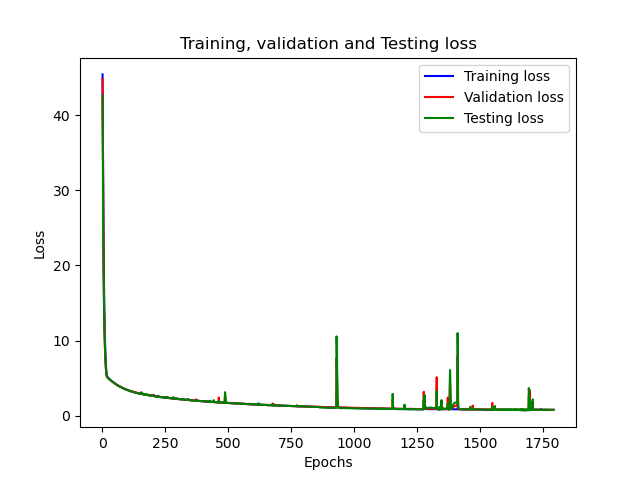 Training, validation and Testing loss
Training loss
Validation loss
Testing loss
Loss
40
30
20
10
0
0 250 500 750 1000 1250 1500 1750
Epochs